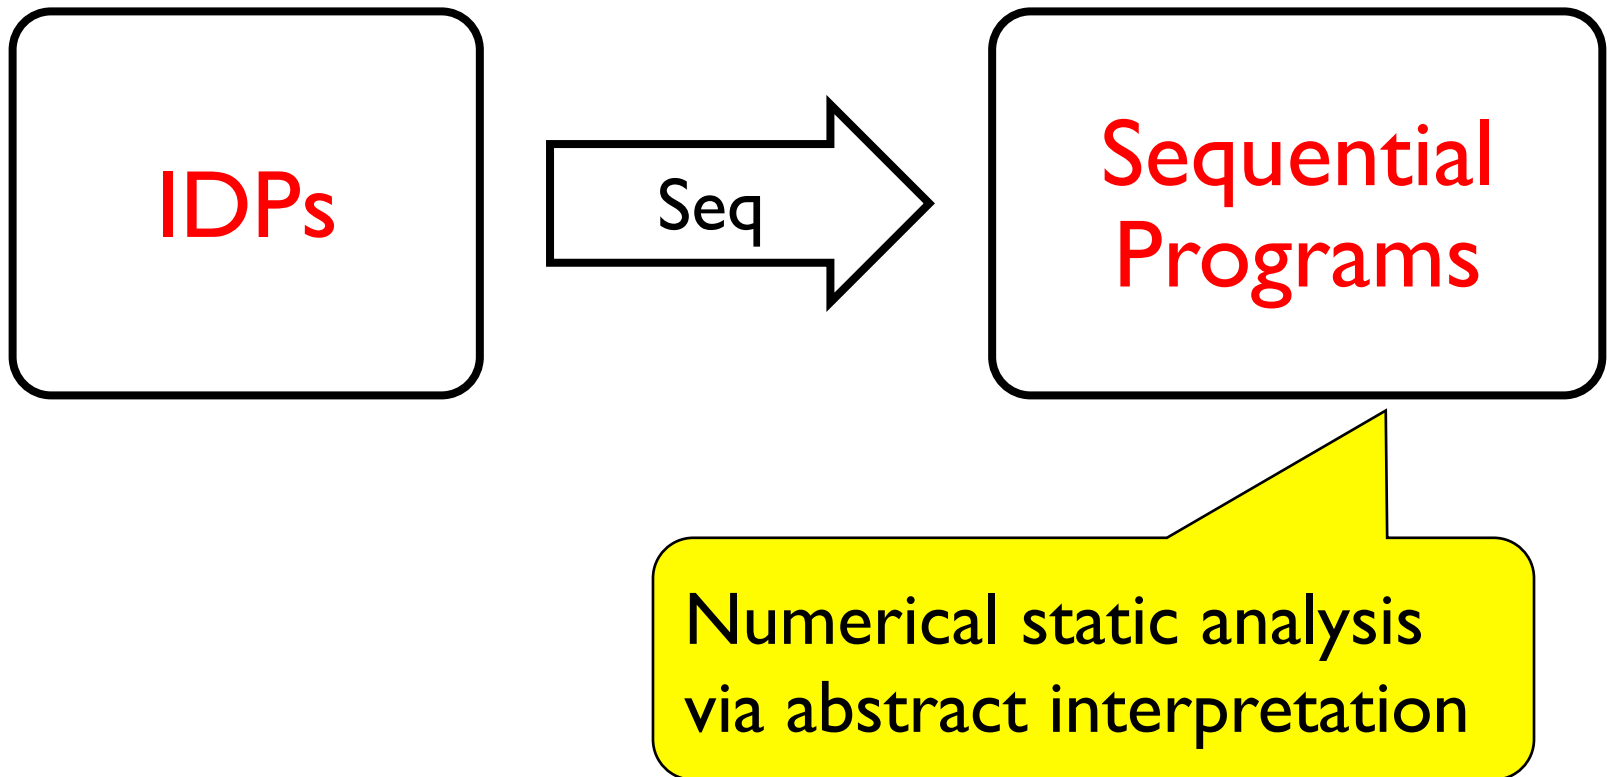 IDPs
Seq
Sequential
Programs
Numerical static analysis
via abstract interpretation